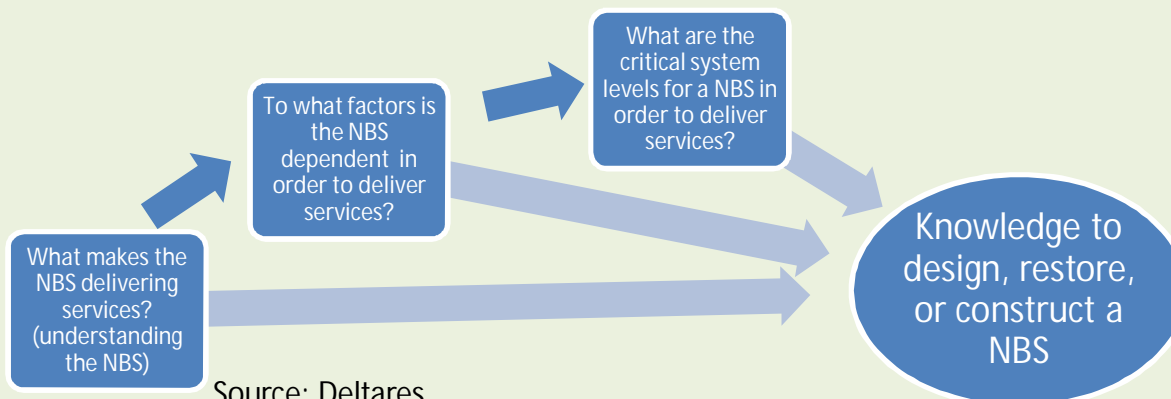 What are the
critical system
levels for a NBS in
order to deliver
services?
To what factors is
the NBS
dependent in
order to deliver
services?
What makes the
NBS delivering
services?
(understanding
the NBS)
Knowledge to
design, restore,
or construct a
NBS
Source: Deltares